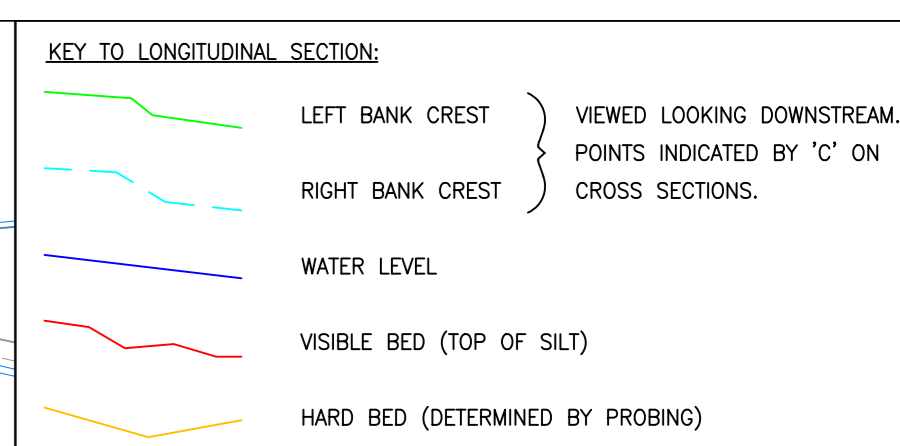 KEY TO LONGITUDINAL SECTION:
LEFT BANK CREST
RIGHT BANK CREST
VIEWED LOOKING DOWNSTREAM.
POINTS INDICATED BY 'C' ON
CROSS SECTIONS.
WATER LEVEL
VISIBLE BED (TOP OF SILT)
HARD BED (DETERMINED BY PROBING)